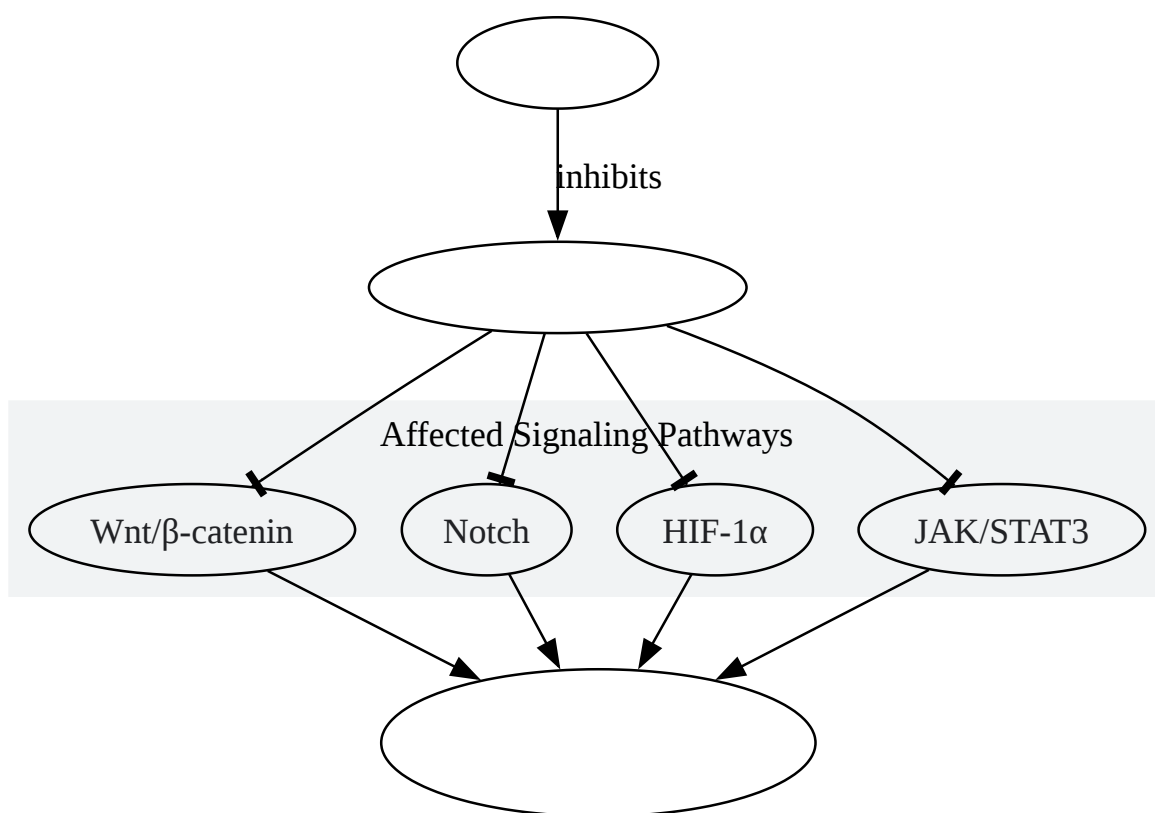 inhibits
Affected Signaling Pathways
Wnt/β-catenin
Notch
HIF-1α
JAK/STAT3